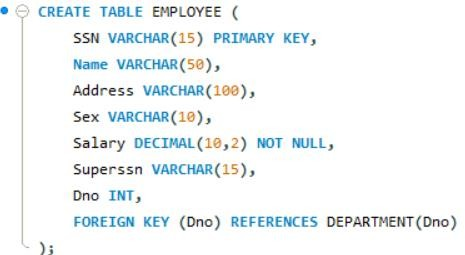 CREATE TABLE EMPLOYEE (
SSN VARCHAR(15) PRIMARY KEY,
Name VARCHAR(50),
Address VARCHAR(100),
Sex VARCHAR(10),
Salary DECIMAL(10,2) NOT NULL,
Superssn VARCHAR(15),
Dno INT,
FOREIGN KEY (Dno) REFERENCES DEPARTMENT(Dno)
);